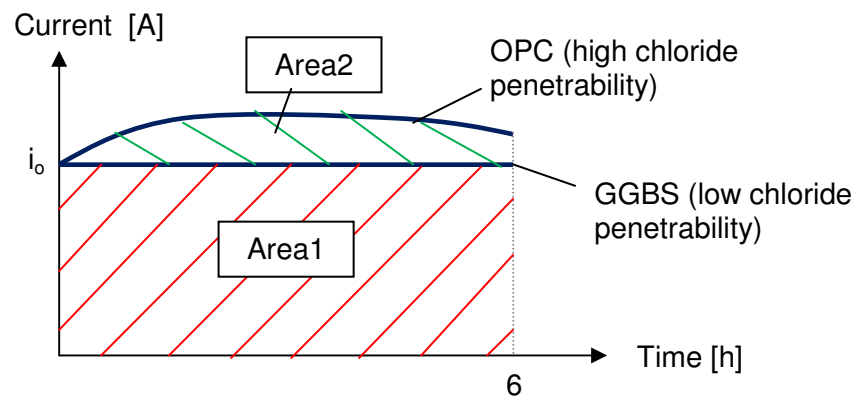 Current [A]
Area2
OPC (high chloride
penetrability)
io
GGBS (low chloride
penetrability)
Area1
Time [h]
6